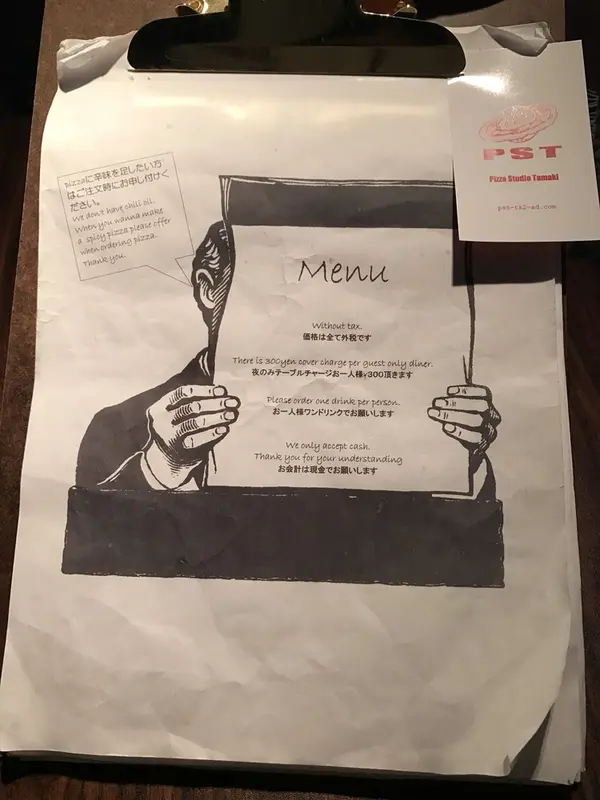 pizzaに辛味を足したい方
はご注文時にお申し付けく
ださい。
We don't have chili oil.
When you wanna make
a spicy pizza please offer
when ordering pizza.
Thank you.
PST
Pizza Studio Tamaki
pst-tk2-ad.com
Menu
Without tax.
価格は全て外税です
There is 300yen cover charge per guest only diner.
夜のみテーブルチャージお一人様¥300頂きます
Please order one drink per person.
お一人様ワンドリンクでお願いします
We only accept cash.
Thank you for your understanding
お会計は現金でお願いします